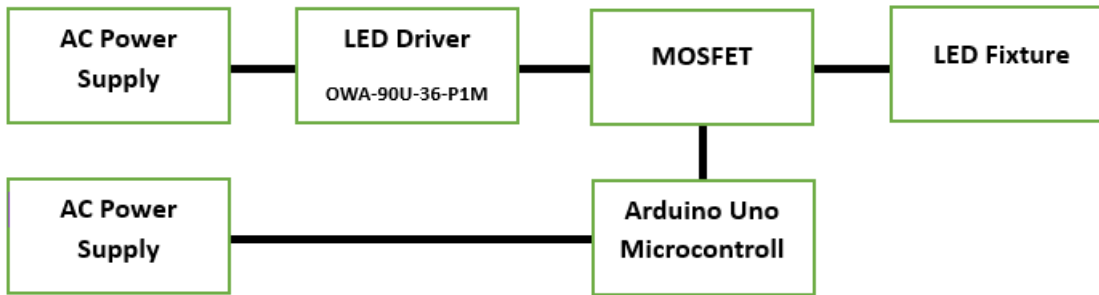 AC Power
Supply
LED Driver
OWA-90U-36-P1M
MOSFET
LED Fixture
AC Power
Supply
Arduino Uno
Microcontroll